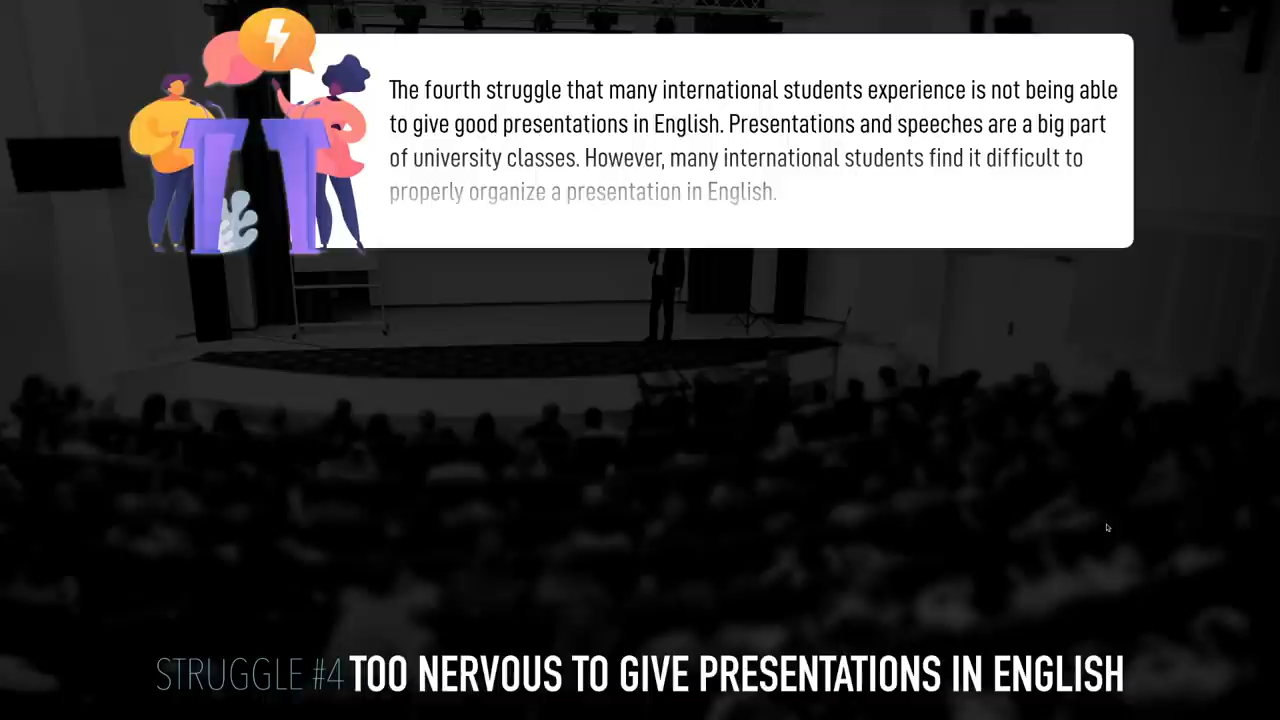 The fourth struggle that many international students experience is not being able
to give good presentations in English. Presentations and speeches are a big part
of university classes. However, many international students find it difficult to
properly organize a presentation in English.
STRUGGLE #4 TOO NERVOUS TO GIVE PRESENTATIONS IN ENGLISH